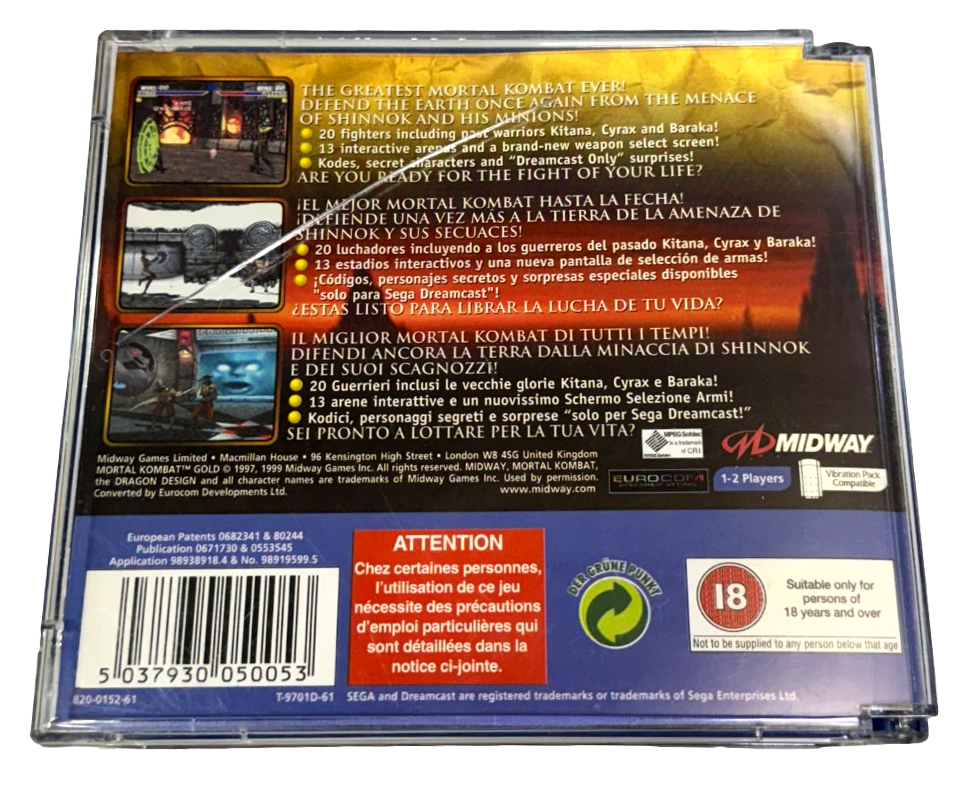 THE GREATEST MORTAL KOMBAT EVER!
DEFEND THE EARTH ONCE AGAIN FROM THE MENACE
OF SHINNOK AND HIS MINIONS!
20 fighters including past warriors Kitana, Cyrax and Baraka!
13 interactive arenas and a brand-new weapon select screen!
Kodes, secret characters and "Dreamcast Only" surprises!
ARE YOU READY FOR THE FIGHT OF YOUR LIFE?
¡EL MEJOR MORTAL KOMBAT HASTA LA FECHA!
¡DEFIENDE UNA VEZ MÁS A LA TIERRA DE LA AMENAZA DE
SHINNOK Y SUS SECUACES!
20 luchadores incluyendo a los guerreros del pasado Kitana, Cyrax y Baraka!
13 estadios interactivos y una nueva pantalla de selección de armas!
¡Códigos, personajes secretos y sorpresas especiales disponibles
"solo para Sega Dreamcast"!
¿ESTAS LISTO PARA LIBRAR LA LUCHA DE TU VIDA?
IL MIGLIOR MORTAL KOMBAT DI TUTTI I TEMPI!
DIFENDI ANCORA LA TERRA DALLA MINACCIA DI SHINNOK
E DEI SUOI SCAGNOZZI!
20 Guerrieri inclusi le vecchie glorie Kitana, Cyrax e Baraka!
13 arene interattive e un nuovissimo Schermo Selezione Armi!
Kodici, personaggi segreti e sorprese "solo per Sega Dreamcast!"
SEI PRONTO A LOTTARE PER LA TUA VITA?
MPEG Sofdec
is a trademark
of CRI.
MIDWAY
Midway Games Limited • Macmillan House • 96 Kensington High Street • London W8 4SG United Kingdom
MORTAL KOMBAT™ GOLD © 1997, 1999 Midway Games Inc. All rights reserved. MIDWAY, MORTAL KOMBAT,
the DRAGON DESIGN and all character names are trademarks of Midway Games Inc. Used by permission.
Converted by Eurocom Developments Ltd.
www.midway.com
EUROCOM
1-2 Players
Vibration Pack
Compatible
European Patents 0682341 & 80244
Publication 0671730 & 0553545
Application 98938918.4 & No. 98919599.5
5 037930 050053
820-0152-61
ATTENTION
Chez certaines personnes,
l'utilisation de ce jeu
nécessite des précautions
d'emploi particulières qui
sont détaillées dans la
notice ci-jointe.
DER GRÜNE PUNKT
18
Suitable only for
persons of
18 years and over
Not to be supplied to any person below that age
T-9701D-61
SEGA and Dreamcast are registered trademarks or trademarks of Sega Enterprises Ltd.